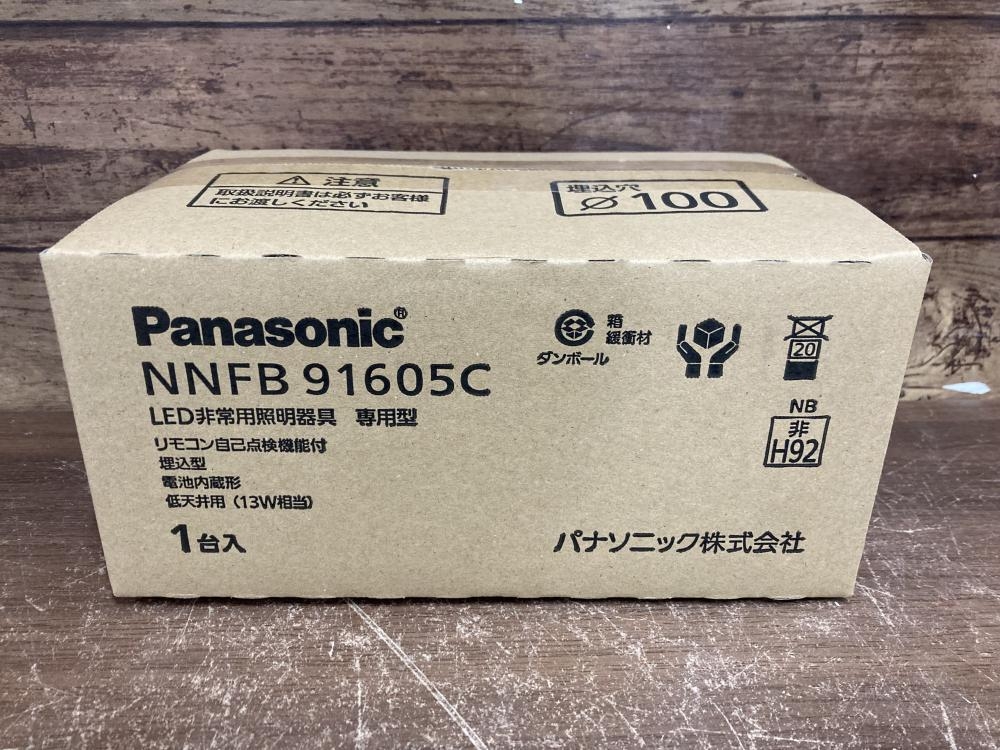 ⚠ 注意
取扱説明書は必ずお客様
にお渡しください
埋込穴
⌀100
Panasonic®
NNFB 91605C
LED非常用照明器具 専用型
リモコン自己点検機能付
埋込型
電池内蔵形
低天井用(13W相当)
1台入
箱
緩衝材
ダンボール
20
NB
非
H92
パナソニック株式会社